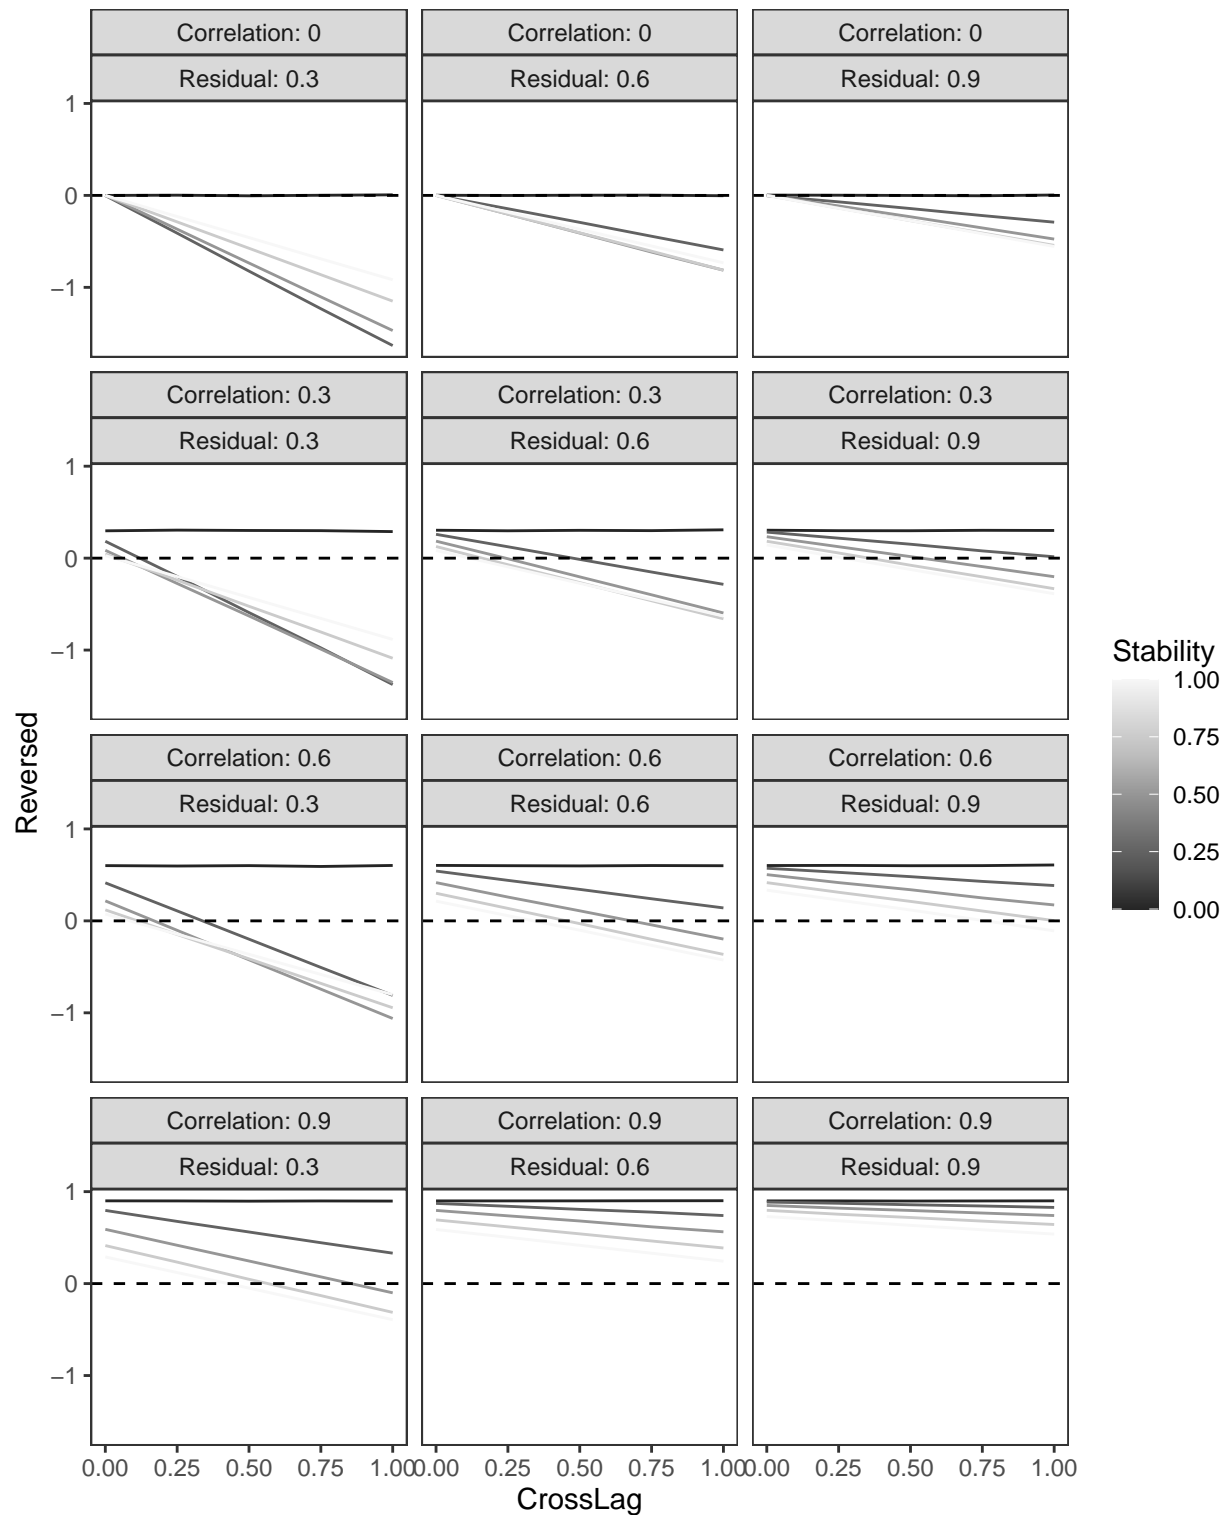 Correlation: 0
Correlation: 0
Correlation: 0
Residual: 0.3
Residual: 0.6
Residual: 0.9
1
0
−1
Correlation: 0.3
Correlation: 0.3
Correlation: 0.3
Residual: 0.3
Residual: 0.6
Residual: 0.9
1
0
−1
Correlation: 0.6
Correlation: 0.6
Correlation: 0.6
Residual: 0.3
Residual: 0.6
Residual: 0.9
1
0
−1
Correlation: 0.9
Correlation: 0.9
Correlation: 0.9
Residual: 0.3
Residual: 0.6
Residual: 0.9
1
0
−1
0.00 0.25 0.50 0.75 1.00
0.00 0.25 0.50 0.75 1.00
0.00 0.25 0.50 0.75 1.00
CrossLag
Reversed
Stability
1.00
0.75
0.50
0.25
0.00